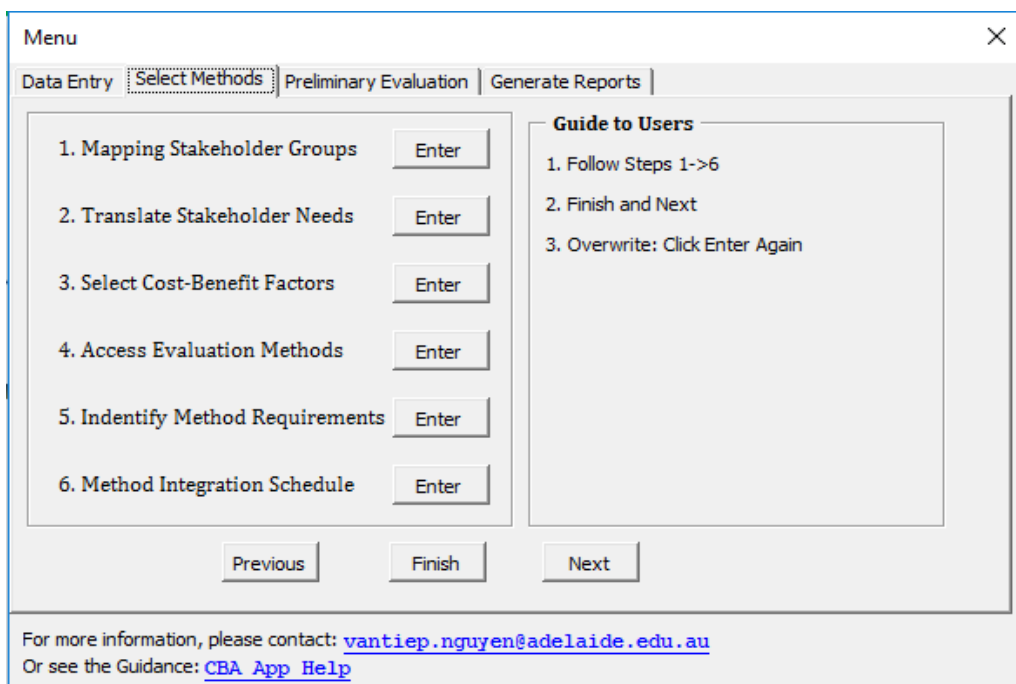 Menu
Data Entry Select Methods Preliminary Evaluation Generate Reports
1. Mapping Stakeholder Groups Enter
2. Translate Stakeholder Needs Enter
3. Select Cost-Benefit Factors Enter
4. Access Evaluation Methods Enter
5. Indentify Method Requirements Enter
6. Method Integration Schedule Enter
Guide to Users
1. Follow Steps 1->6
2. Finish and Next
3. Overwrite: Click Enter Again
Previous Finish Next
For more information, please contact: vantiep.nguyen@adelaide.edu.au
Or see the Guidance: CBA App Help